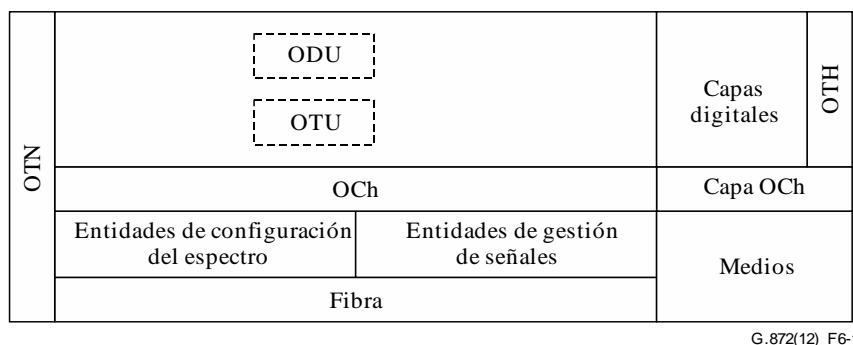 OTN
ODU
OTU
Capas
digitales
OTH
OCh
Capa OCh
Entidades de configuración
del espectro
Entidades de gestión
de señales
Medios
Fibra
G.872(12)_F6-